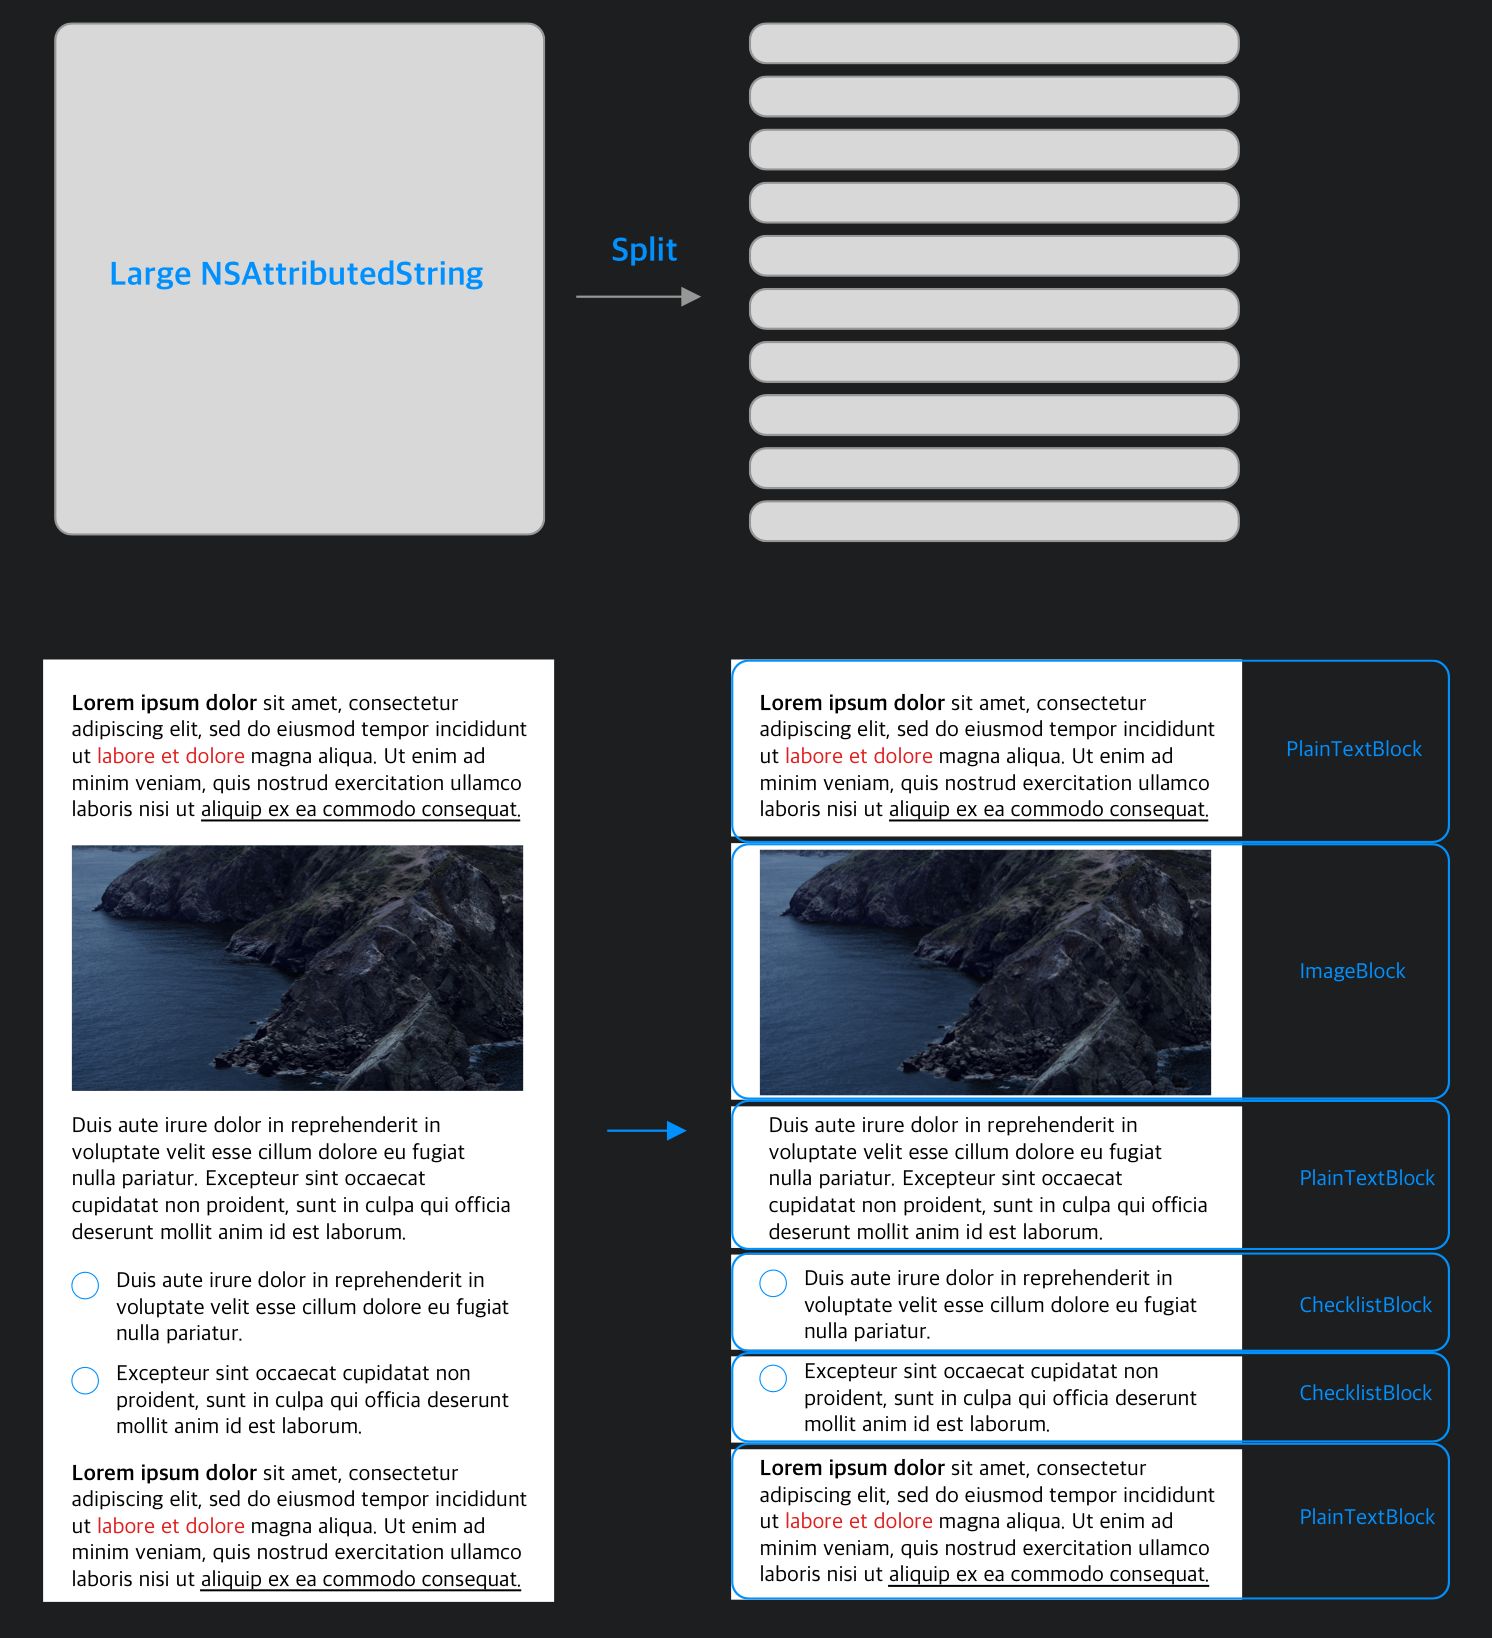 Large NSAttributedString
Split
Lorem ipsum dolor sit amet, consectetur
adipiscing elit, sed do eiusmod tempor incididunt
ut labore et dolore magna aliqua. Ut enim ad
minim veniam, quis nostrud exercitation ullamco
laboris nisi ut aliquip ex ea commodo consequat.
Duis aute irure dolor in reprehenderit in
voluptate velit esse cillum dolore eu fugiat
nulla pariatur. Excepteur sint occaecat
cupidatat non proident, sunt in culpa qui officia
deserunt mollit anim id est laborum.
Duis aute irure dolor in reprehenderit in
voluptate velit esse cillum dolore eu fugiat
nulla pariatur.
Excepteur sint occaecat cupidatat non
proident, sunt in culpa qui officia deserunt
mollit anim id est laborum.
Lorem ipsum dolor sit amet, consectetur
adipiscing elit, sed do eiusmod tempor incididunt
ut labore et dolore magna aliqua. Ut enim ad
minim veniam, quis nostrud exercitation ullamco
laboris nisi ut aliquip ex ea commodo consequat.
Lorem ipsum dolor sit amet, consectetur
adipiscing elit, sed do eiusmod tempor incididunt
ut labore et dolore magna aliqua. Ut enim ad
minim veniam, quis nostrud exercitation ullamco
laboris nisi ut aliquip ex ea commodo consequat.
PlainTextBlock
ImageBlock
Duis aute irure dolor in reprehenderit in
voluptate velit esse cillum dolore eu fugiat
nulla pariatur. Excepteur sint occaecat
cupidatat non proident, sunt in culpa qui officia
deserunt mollit anim id est laborum.
PlainTextBlock
Duis aute irure dolor in reprehenderit in
voluptate velit esse cillum dolore eu fugiat
nulla pariatur.
ChecklistBlock
Excepteur sint occaecat cupidatat non
proident, sunt in culpa qui officia deserunt
mollit anim id est laborum.
ChecklistBlock
Lorem ipsum dolor sit amet, consectetur
adipiscing elit, sed do eiusmod tempor incididunt
ut labore et dolore magna aliqua. Ut enim ad
minim veniam, quis nostrud exercitation ullamco
laboris nisi ut aliquip ex ea commodo consequat.
PlainTextBlock